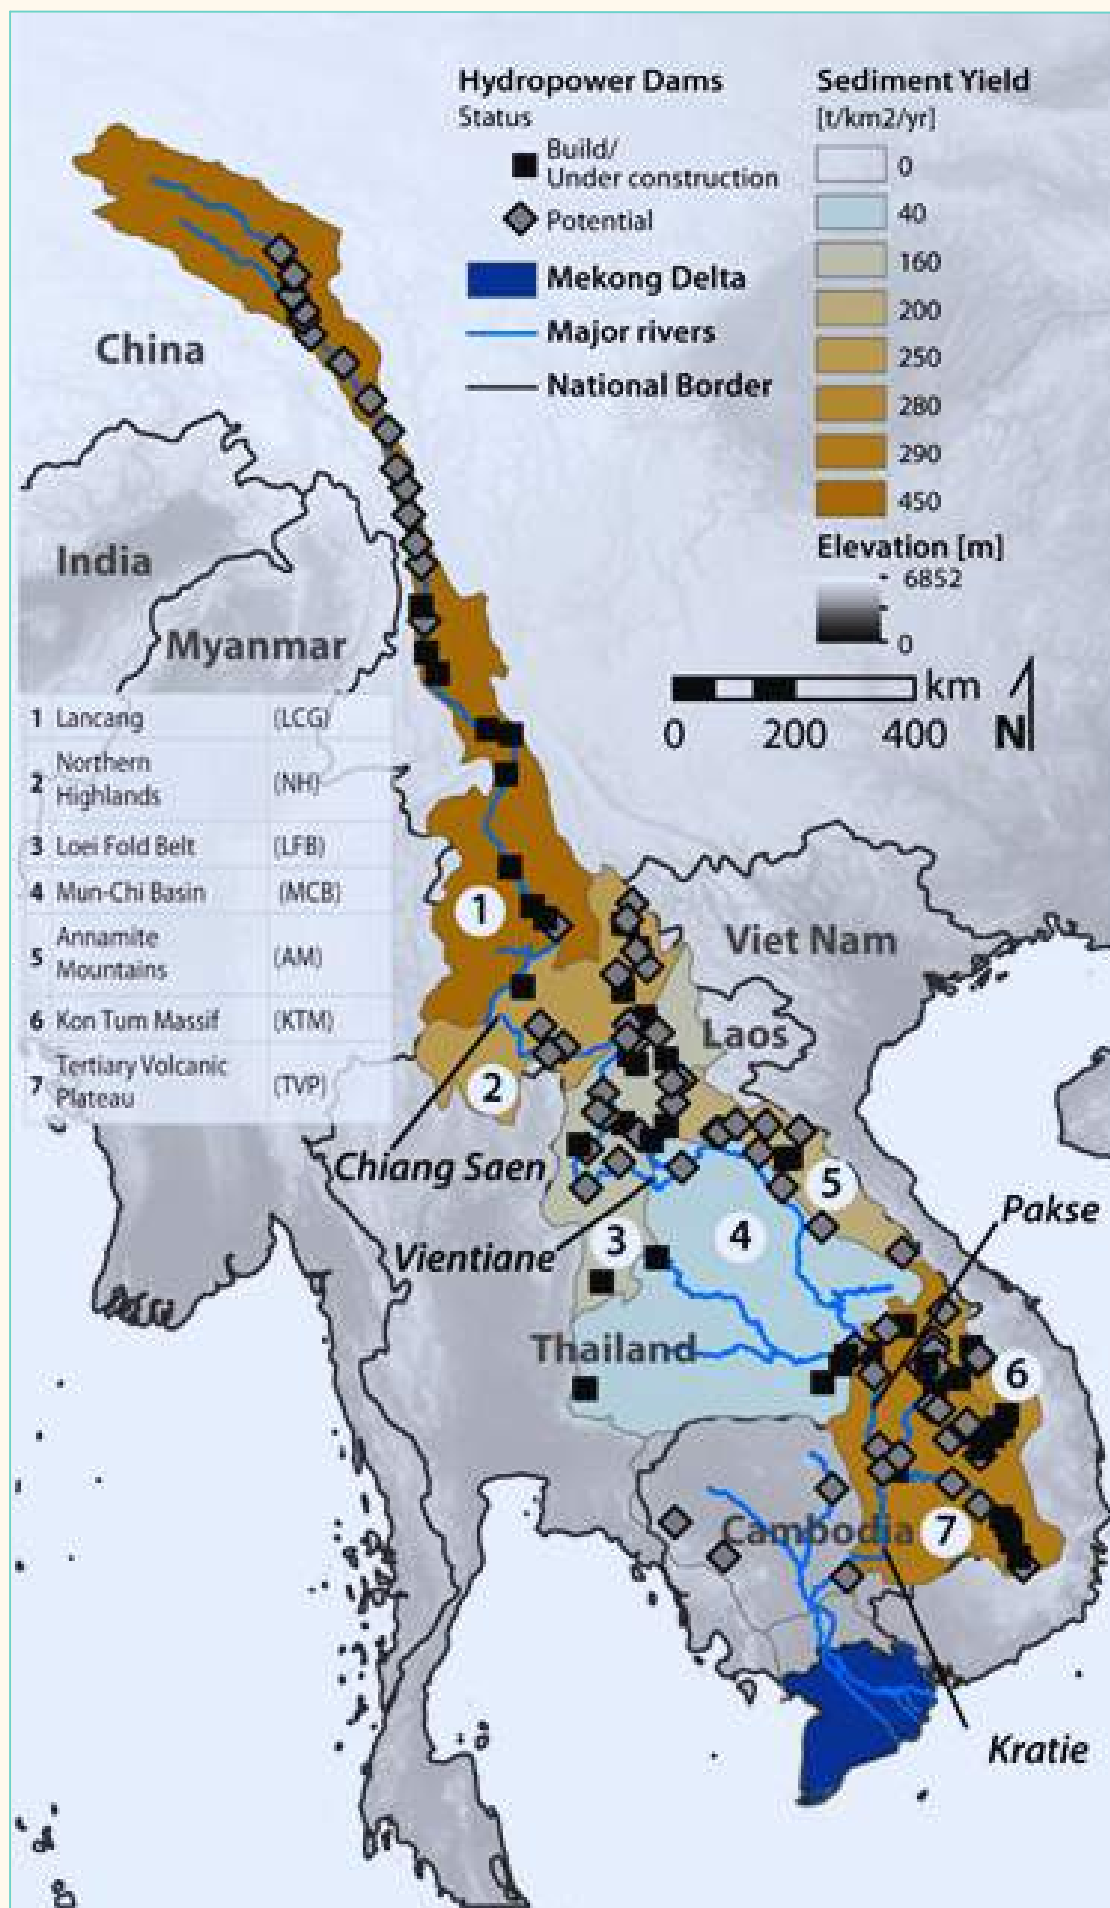 Hydropower Dams
Status
Build/
Under construction
Potential
Mekong Delta
Major rivers
National Border
Sediment Yield
[t/km2/yr]
0
40
160
200
250
280
290
450
Elevation [m]
6852
0
km
0 200 400
N
China
India
Myanmar
1 Lancang (LCG)
2 Northern Highlands (NH)
3 Loei Fold Belt (LFB)
4 Mun-Chi Basin (MCB)
5 Annamite Mountains (AM)
6 Kon Tum Massif (KTM)
7 Tertiary Volcanic Plateau (TVP)
1
Viet Nam
Laos
2
Chiang Saen
5
Pakse
3
4
Vientiane
Thailand
6
Cambodia
7
Kratie